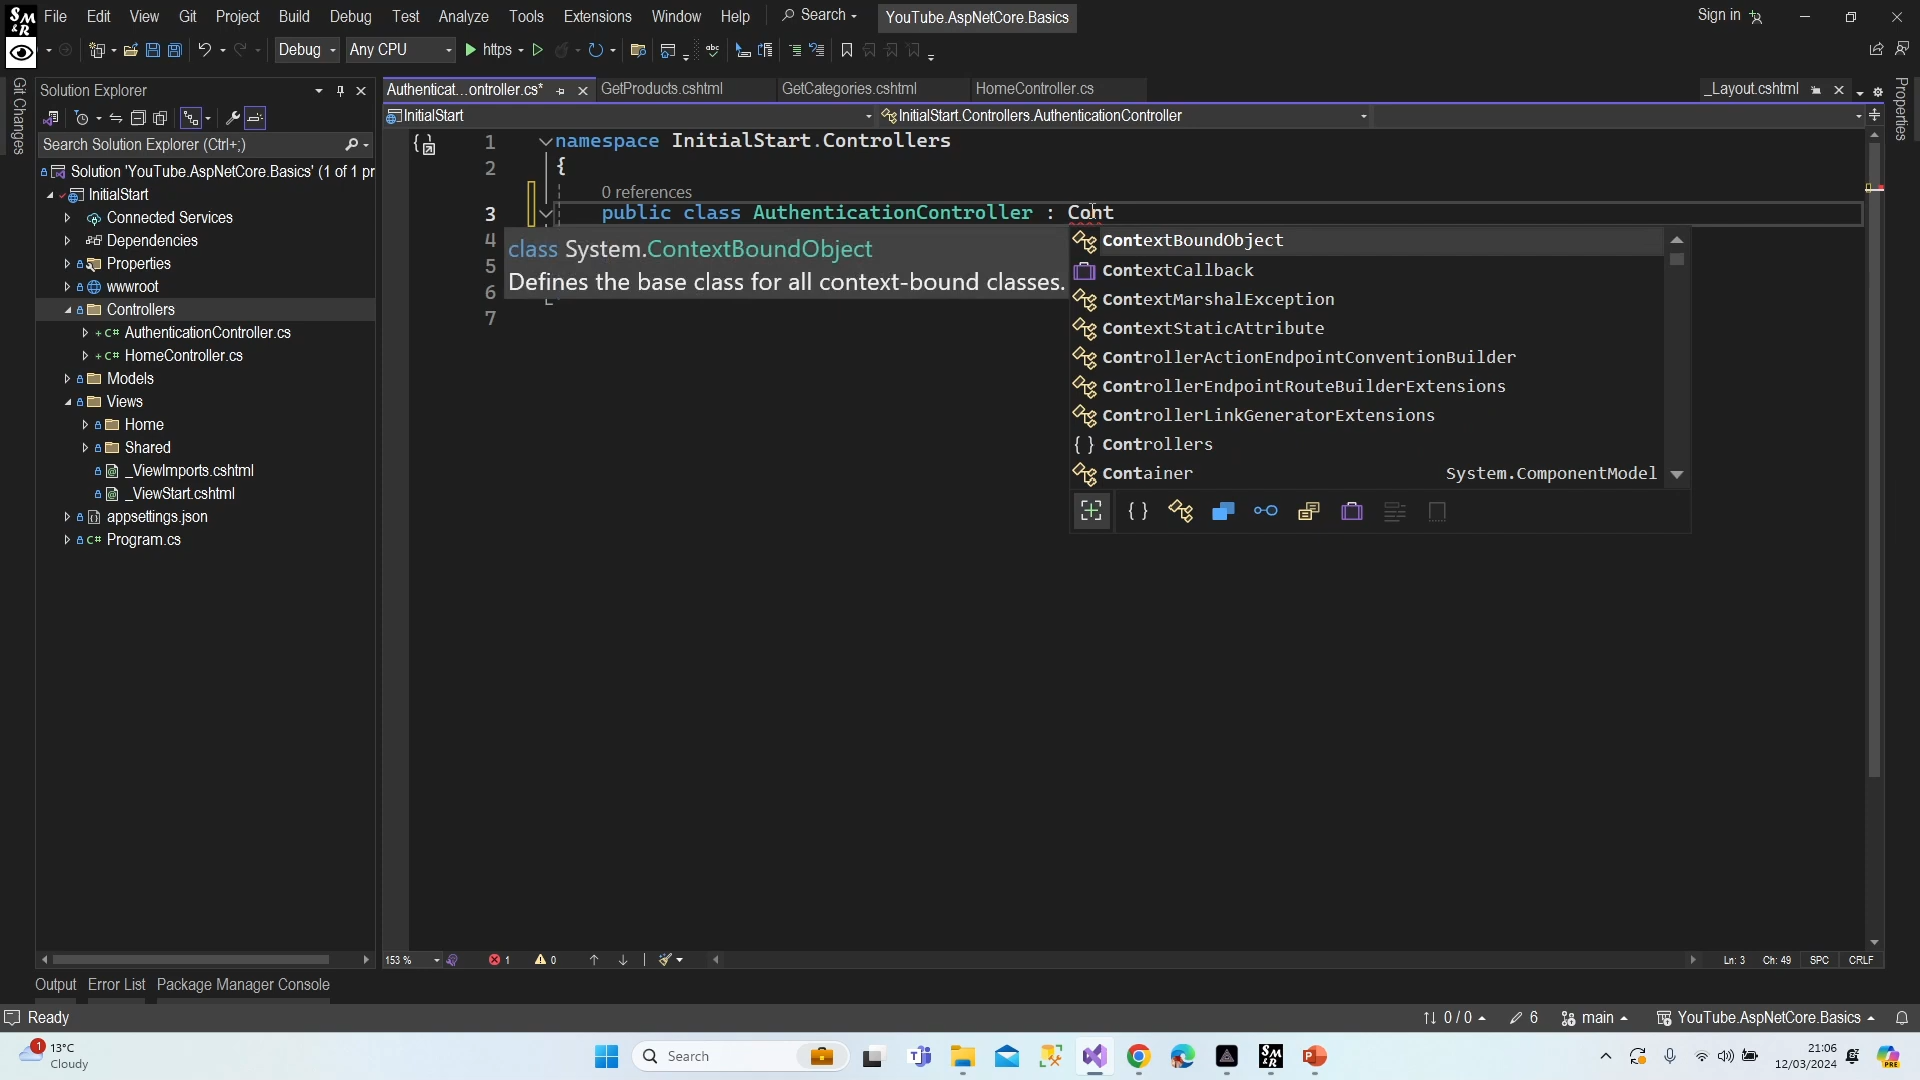 SM
&R
File Edit View Git Project Build Debug Test Analyze Tools Extensions Window Help Search YouTube.AspNetCore.Basics Sign in
Debug Any CPU https
Git Changes
Solution Explorer
Search Solution Explorer (Ctrl+;)
Solution 'YouTube.AspNetCore.Basics' (1 of 1 pr
InitialStart
Connected Services
Dependencies
Properties
wwwroot
Controllers
C# AuthenticationController.cs
C# HomeController.cs
Models
Views
Home
Shared
_ViewImports.cshtml
_ViewStart.cshtml
appsettings.json
C# Program.cs
Authenticat...ontroller.cs* GetProducts.cshtml GetCategories.cshtml HomeController.cs _Layout.cshtml
Properties
InitialStart InitialStart.Controllers.AuthenticationController
1 namespace InitialStart.Controllers
2 {
0 references
3 public class AuthenticationController : Cont
4
5
6
7
class System.ContextBoundObject
Defines the base class for all context-bound classes.
ContextBoundObject
ContextCallback
ContextMarshalException
ContextStaticAttribute
ControllerActionEndpointConventionBuilder
ControllerEndpointRouteBuilderExtensions
ControllerLinkGeneratorExtensions
{ } Controllers
Container System.ComponentModel
{ }
153 % 1 0 Ln: 3 Ch: 49 SPC CRLF
Output Error List Package Manager Console
Ready 0 / 0 6 main YouTube.AspNetCore.Basics
1 13°C
Cloudy
Search
21:06
12/03/2024